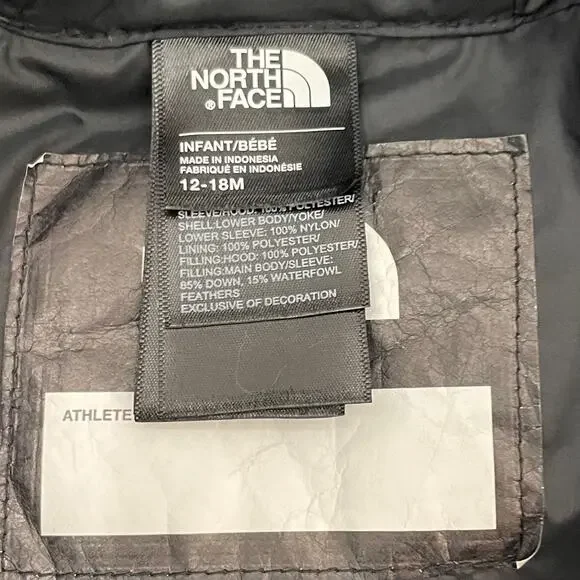 THE
NORTH
FACE
®
INFANT/BÉBÉ
MADE IN INDONESIA
FABRIQUÉ EN INDONÉSIE
12-18M
SLEEVE/HOOD: 100% POLYESTER/
SHELL:LOWER BODY/YOKE/
LOWER SLEEVE: 100% NYLON/
LINING: 100% POLYESTER/
FILLING:HOOD: 100% POLYESTER/
FILLING:MAIN BODY/SLEEVE:
85% DOWN, 15% WATERFOWL
FEATHERS
EXCLUSIVE OF DECORATION
ATHLETE